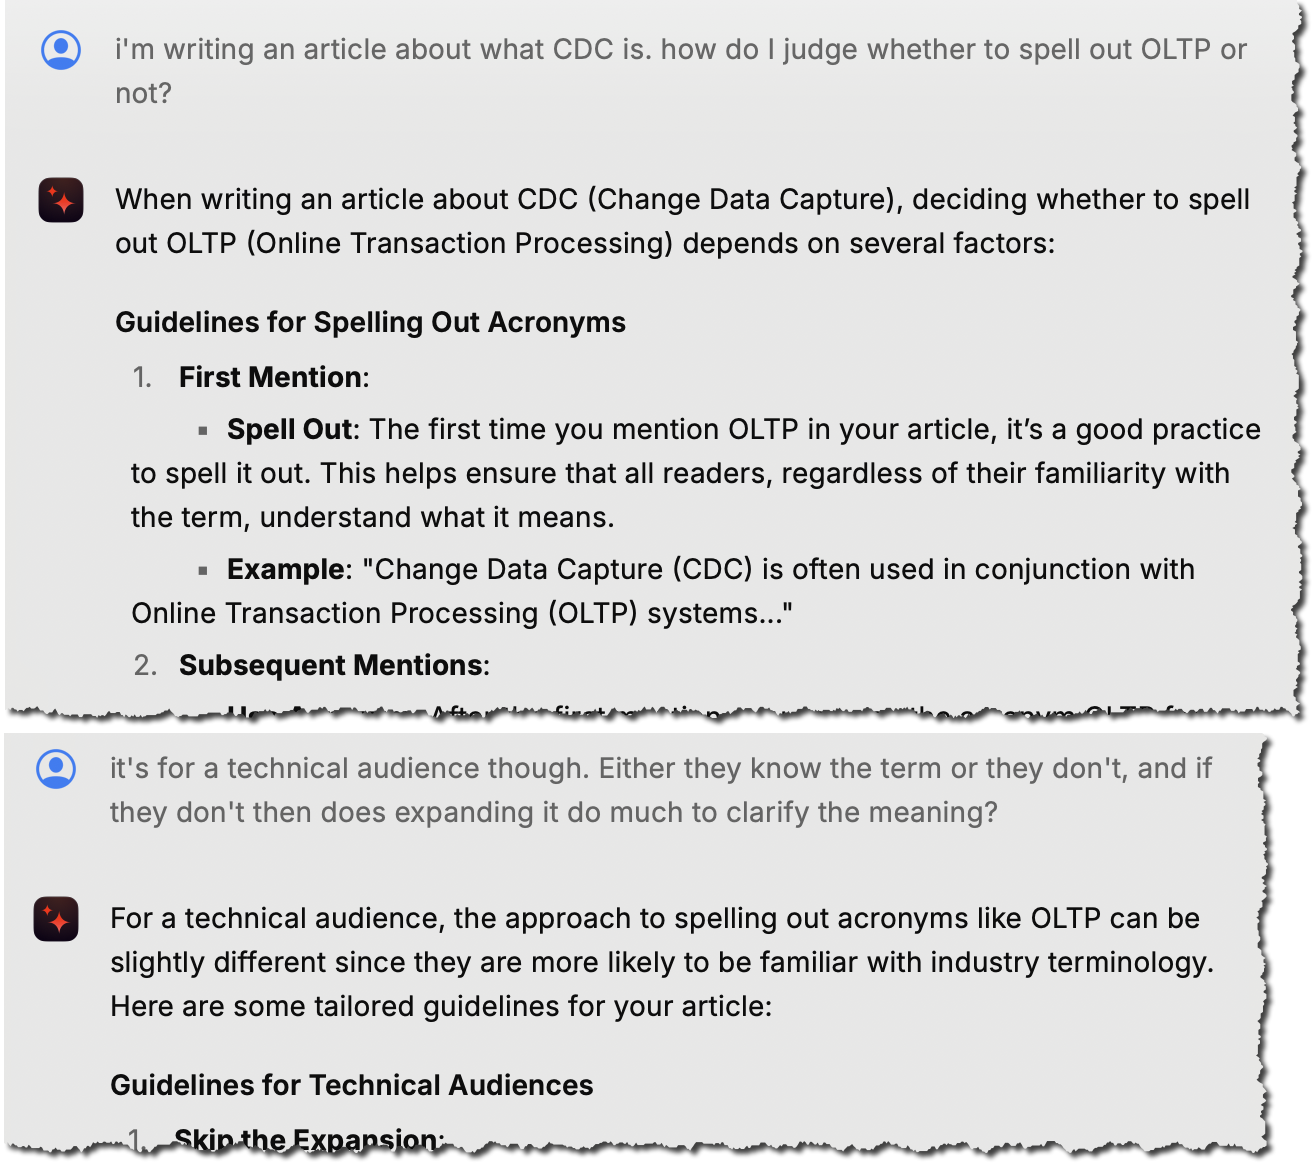 i'm writing an article about what CDC is. how do I judge whether to spell out OLTP or
not?
When writing an article about CDC (Change Data Capture), deciding whether to spell
out OLTP (Online Transaction Processing) depends on several factors:
Guidelines for Spelling Out Acronyms
1. First Mention:
▪ Spell Out: The first time you mention OLTP in your article, it’s a good practice
to spell it out. This helps ensure that all readers, regardless of their familiarity with
the term, understand what it means.
▪ Example: "Change Data Capture (CDC) is often used in conjunction with
Online Transaction Processing (OLTP) systems..."
2. Subsequent Mentions:
it's for a technical audience though. Either they know the term or they don't, and if
they don't then does expanding it do much to clarify the meaning?
For a technical audience, the approach to spelling out acronyms like OLTP can be
slightly different since they are more likely to be familiar with industry terminology.
Here are some tailored guidelines for your article:
Guidelines for Technical Audiences
1. Skip the Expansion: